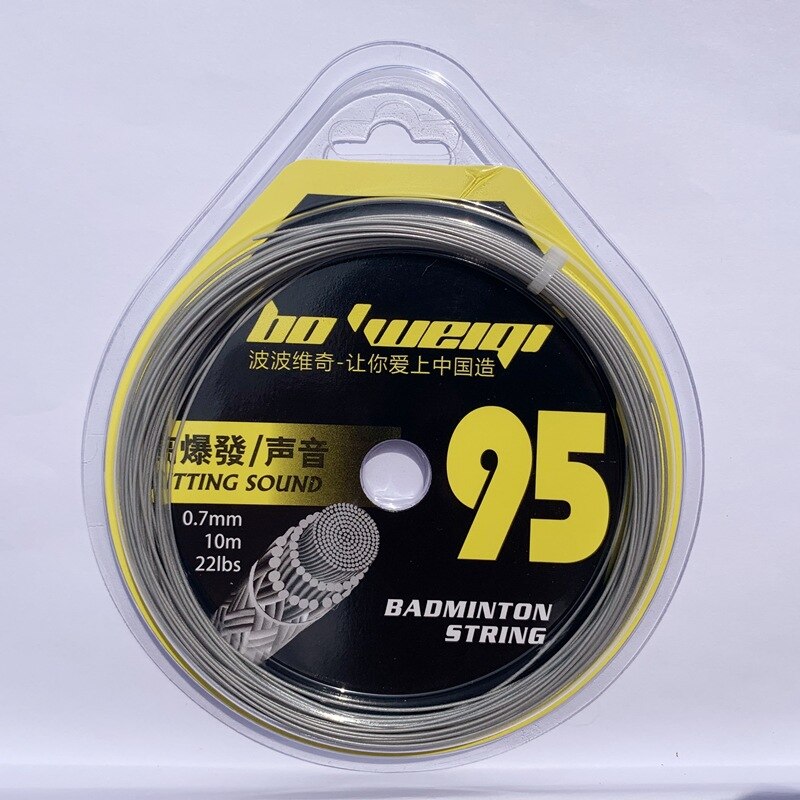 bo'weiqi
波波维奇-让你爱上中国造
95
爆發/声音
ITTING SOUND
0.7mm
10m
22lbs
BADMINTON
STRING